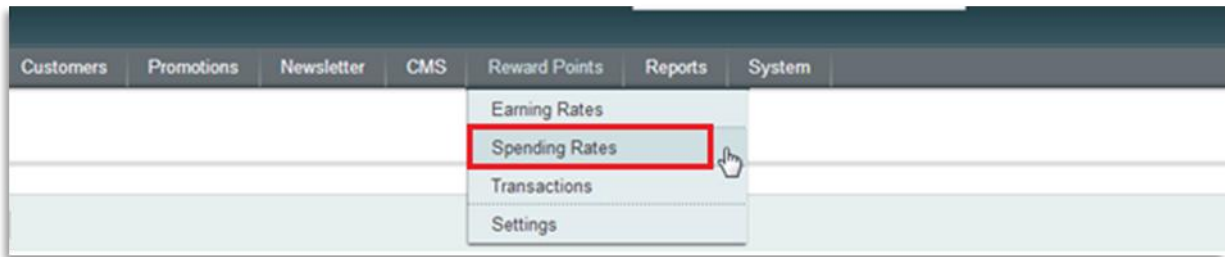 Customers Promotions Newsletter CMS Reward Points Reports System
Earning Rates
Spending Rates
Transactions
Settings